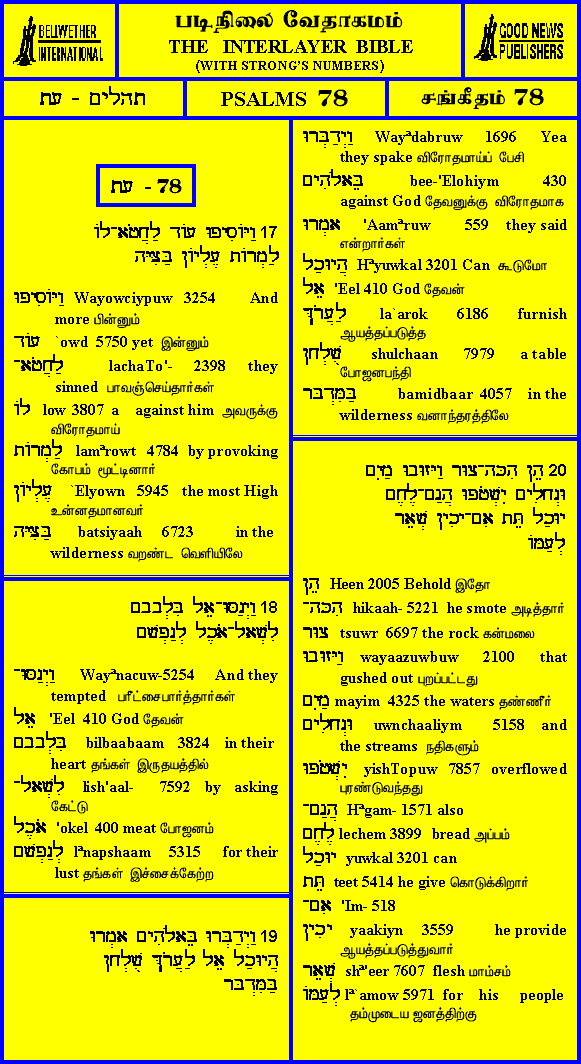 BELLWETHER
INTERNATIONAL
படிநிலை வேதாகமம்
THE INTERLAYER BIBLE
(WITH STRONG'S NUMBERS)
GOOD NEWS
PUBLISHERS
תהלים - עח
PSALMS 78
சங்கீதம் 78
78 - עח
17 וַיּוֹסִיפוּ עוֹד לַחֲטֹא־לוֹ
לַמְרוֹת עֶלְיוֹן בַּצִּיָּה
וַיּוֹסִיפוּ Wayowciypuw 3254 And
more பின்னும்
עוֹד `owd 5750 yet இன்னும்
לַחֲטֹא־ lachaTo'- 2398 they
sinned பாவஞ்செய்தார்கள்
לוֹ low 3807 a against him அவருக்கு
விரோதமாய்
לַמְרוֹת lamªrowt 4784 by provoking
கோபம் மூட்டினார்
עֶלְיוֹן `Elyown 5945 the most High
உன்னதமானவர்
בַּצִּיָּה batsiyaah 6723 in the
wilderness வறண்ட வெளியிலே
18 וַיְנַסּוּ־אֵל בִּלְבָבָם
לִשְׁאָל־אֹכֶל לְנַפְשָׁם
וַיְנַסּוּ־ Wayªnacuw-5254 And they
tempted பரீட்சைபார்த்தார்கள்
אֵל 'Eel 410 God தேவன்
בִּלְבָבָם bilbaabaam 3824 in their
heart தங்கள் இருதயத்தில்
לִשְׁאָל־ lish'aal- 7592 by asking
கேட்டு
אֹכֶל 'okel 400 meat போஜனம்
לְנַפְשָׁם lªnapshaam 5315 for their
lust தங்கள் இச்சைக்கேற்ற
19 וַיְדַבְּרוּ בֵּאלֹהִים אָמְרוּ
הֲיוּכַל אֵל לַעֲרֹךְ שֻׁלְחָן
בַּמִּדְבָּר
וַיְדַבְּרוּ Wayªdabruw 1696 Yea
they spake விரோதமாய்ப் பேசி
בֵּאלֹהִים bee-'Elohiym 430
against God தேவனுக்கு விரோதமாக
אָמְרוּ 'Aamªruw 559 they said
என்றார்கள்
הֲיוּכַל Hªyuwkal 3201 Can கூடுமோ
אֵל 'Eel 410 God தேவன்
לַעֲרֹךְ la`arok 6186 furnish
ஆயத்தப்படுத்த
שֻׁלְחָן shulchaan 7979 a table
போஜனபந்தி
בַּמִּדְבָּר bamidbaar 4057 in the
wilderness வனாந்தரத்திலே
20 הֵן הִכָּה־צוּר וַיָּזוּבוּ מַיִם
וּנְחָלִים יִשְׁטֹפוּ הֲגַם־לֶחֶם
יוּכַל תֵּת אִם־יָכִין שְׁאֵר
לְעַמּוֹ
הֵן Heen 2005 Behold இதோ
הִכָּה־ hikaah- 5221 he smote அடித்தார்
צוּר tsuwr 6697 the rock கன்மலை
וַיָּזוּבוּ wayaazuwbuw 2100 that
gushed out புறப்பட்டது
מַיִם mayim 4325 the waters தண்ணீர்
וּנְחָלִים uwnchaaliym 5158 and
the streams நதிகளும்
יִשְׁטֹפוּ yishTopuw 7857 overflowed
புரண்டுவந்தது
הֲגַם־ Hªgam- 1571 also
לֶחֶם lechem 3899 bread அப்பம்
יוּכַל yuwkal 3201 can
תֵּת teet 5414 he give கொடுக்கிறார்
אִם־ 'Im- 518
יָכִין yaakiyn 3559 he provide
ஆயத்தப்படுத்துவார்
שְׁאֵר shª'eer 7607 flesh மாம்சம்
לְעַמּוֹ lª`amow 5971 for his people
தம்முடைய ஜனத்திற்கு